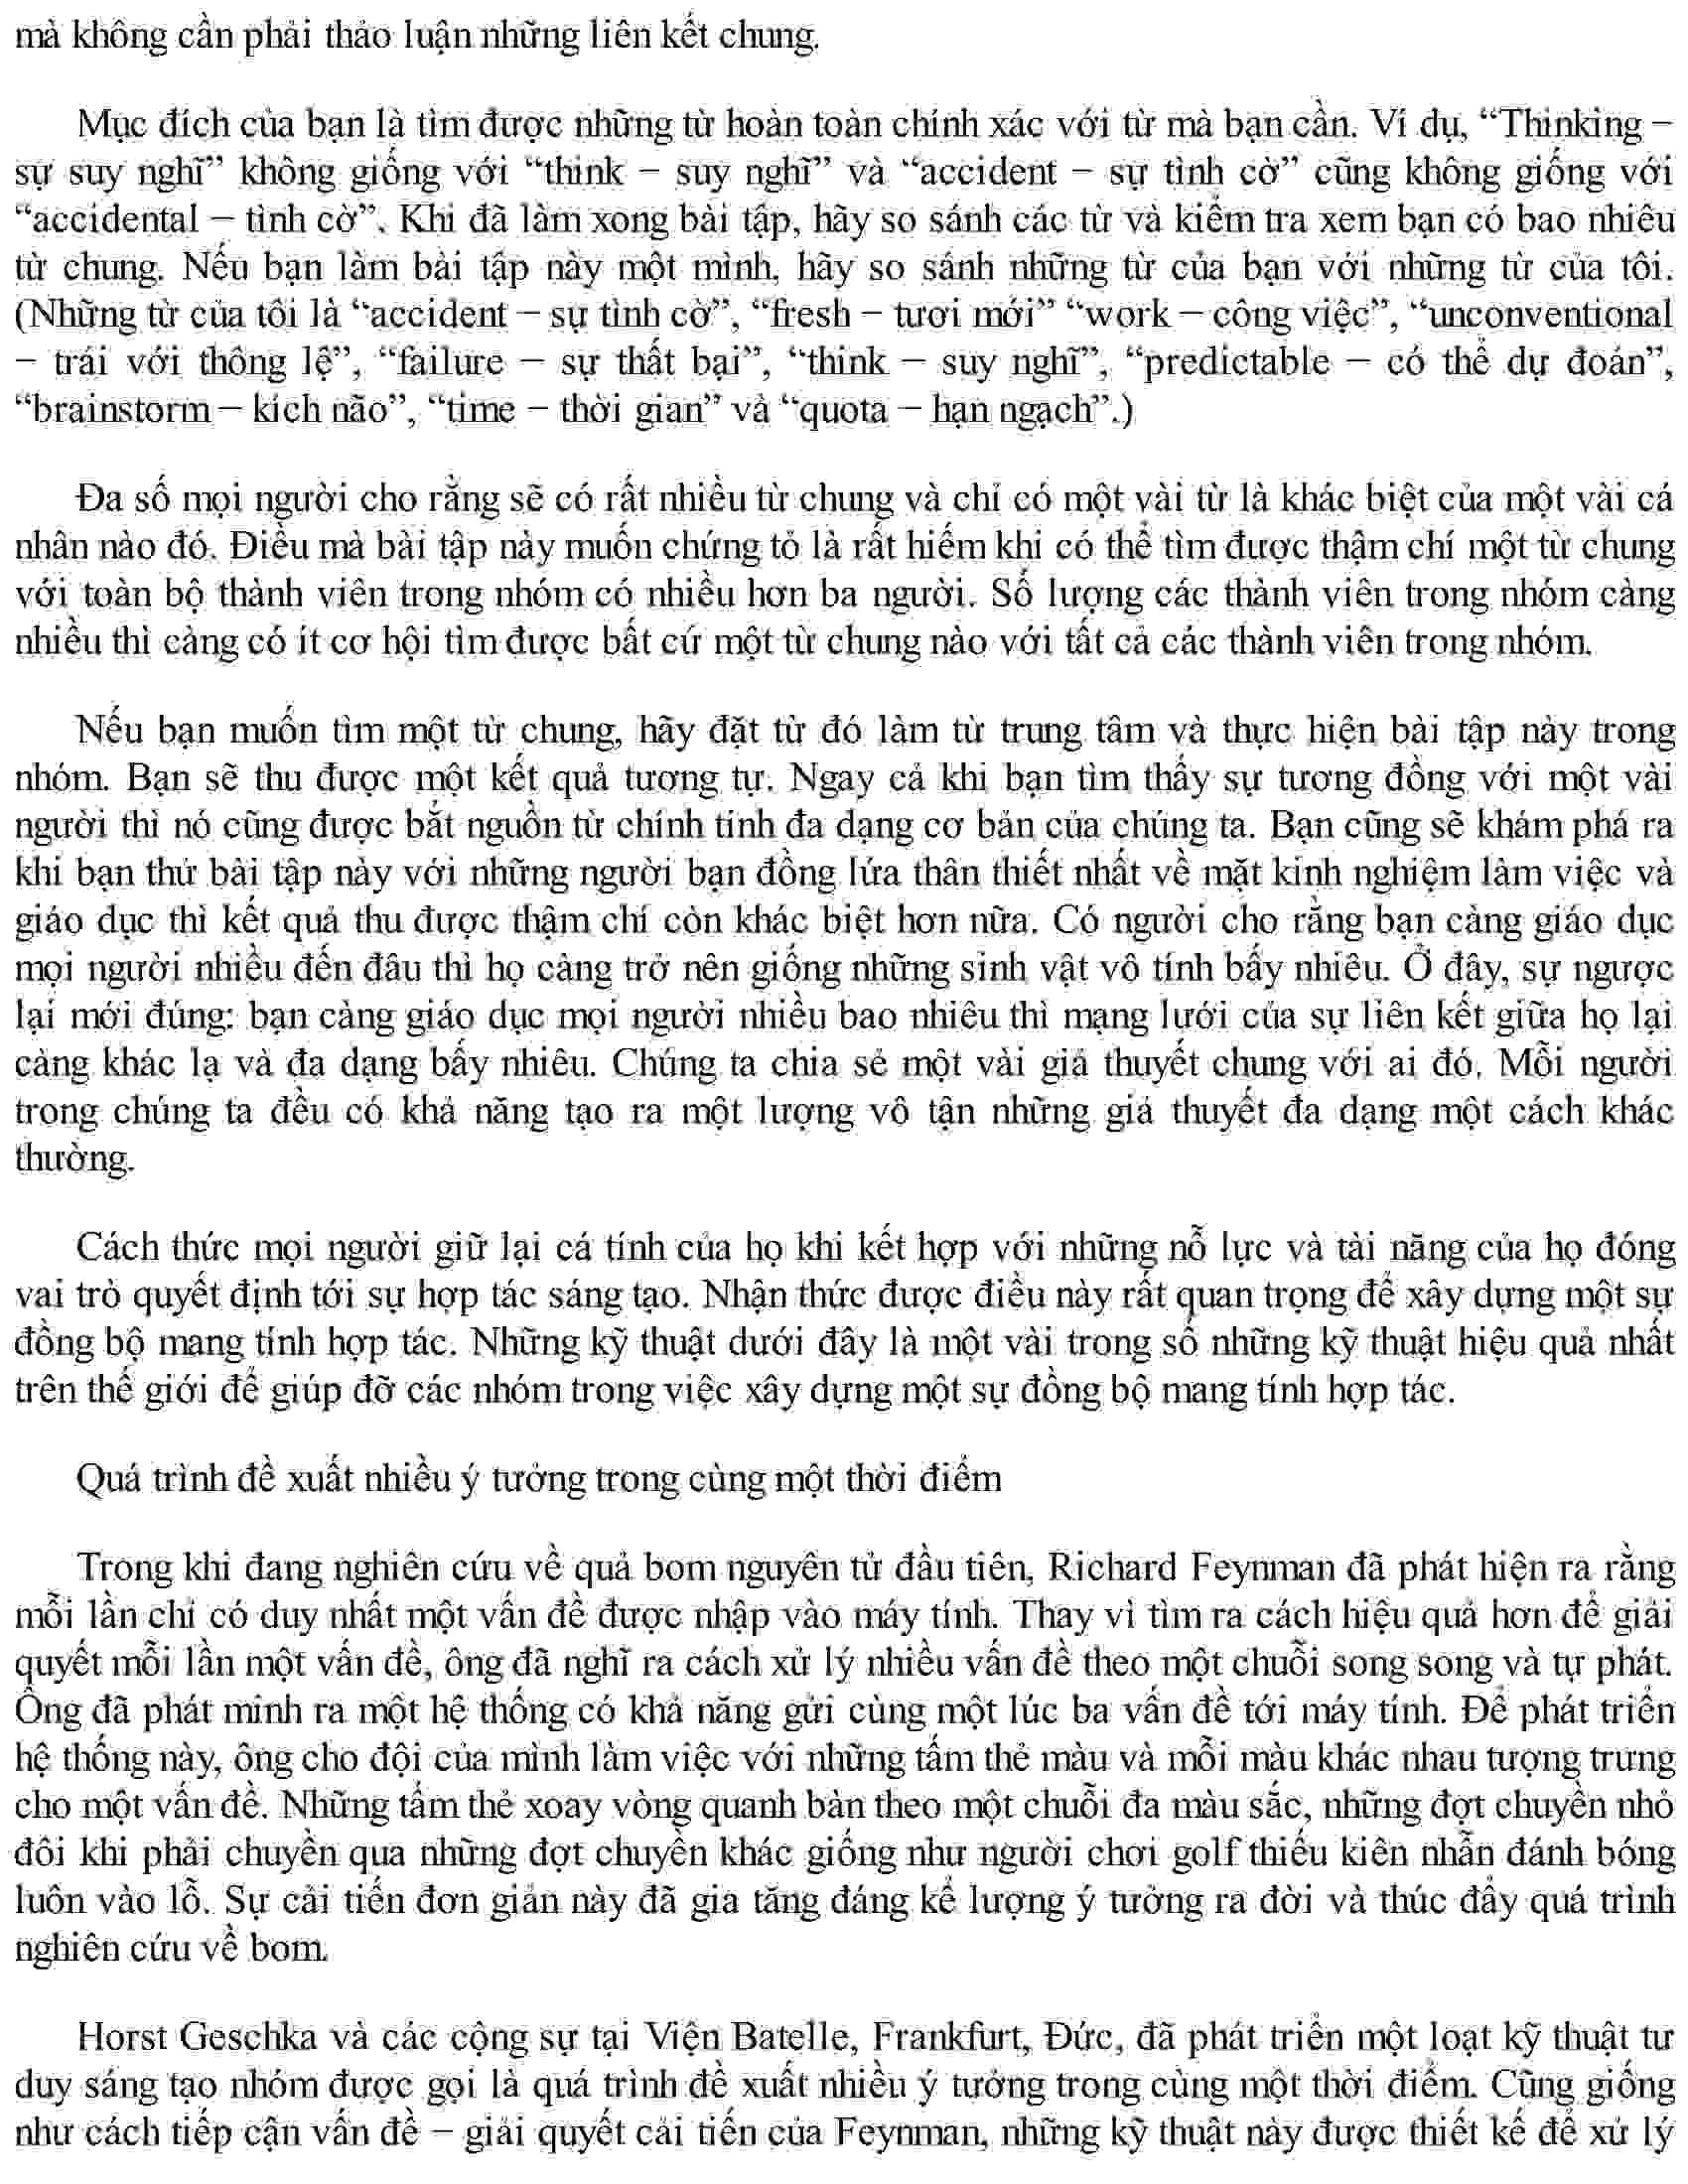 mà không cần phải thảo luận những liên kết chung.
Mục đích của bạn là tìm được những từ hoàn toàn chính xác với từ mà bạn cần. Ví dụ, “Thinking –
sự suy nghĩ” không giống với “think – suy nghĩ” và “accident – sự tình cờ” cũng không giống với
“accidental – tình cờ”. Khi đã làm xong bài tập, hãy so sánh các từ và kiểm tra xem bạn có bao nhiêu
từ chung. Nếu bạn làm bài tập này một mình, hãy so sánh những từ của bạn với những từ của tôi.
(Những từ của tôi là “accident – sự tình cờ”, “fresh – tươi mới” “work – công việc”, “unconventional
– trái với thông lệ”, “failure – sự thất bại”, “think – suy nghĩ”, “predictable – có thể dự đoán”,
“brainstorm – kích não”, “time – thời gian” và “quota – hạn ngạch”.)
Đa số mọi người cho rằng sẽ có rất nhiều từ chung và chỉ có một vài từ là khác biệt của một vài cá
nhân nào đó. Điều mà bài tập này muốn chứng tỏ là rất hiếm khi có thể tìm được thậm chí một từ chung
với toàn bộ thành viên trong nhóm có nhiều hơn ba người. Số lượng các thành viên trong nhóm càng
nhiều thì càng có ít cơ hội tìm được bất cứ một từ chung nào với tất cả các thành viên trong nhóm.
Nếu bạn muốn tìm một từ chung, hãy đặt từ đó làm từ trung tâm và thực hiện bài tập này trong
nhóm. Bạn sẽ thu được một kết quả tương tự. Ngay cả khi bạn tìm thấy sự tương đồng với một vài
người thì nó cũng được bắt nguồn từ chính tính đa dạng cơ bản của chúng ta. Bạn cũng sẽ khám phá ra
khi bạn thử bài tập này với những người bạn đồng lứa thân thiết nhất về mặt kinh nghiệm làm việc và
giáo dục thì kết quả thu được thậm chí còn khác biệt hơn nữa. Có người cho rằng bạn càng giáo dục
mọi người nhiều đến đâu thì họ càng trở nên giống những sinh vật vô tính bấy nhiêu. Ở đây, sự ngược
lại mới đúng: bạn càng giáo dục mọi người nhiều bao nhiêu thì mạng lưới của sự liên kết giữa họ lại
càng khác lạ và đa dạng bấy nhiêu. Chúng ta chia sẻ một vài giả thuyết chung với ai đó. Mỗi người
trong chúng ta đều có khả năng tạo ra một lượng vô tận những giả thuyết đa dạng một cách khác
thường.
Cách thức mọi người giữ lại cá tính của họ khi kết hợp với những nỗ lực và tài năng của họ đóng
vai trò quyết định tới sự hợp tác sáng tạo. Nhận thức được điều này rất quan trọng để xây dựng một sự
đồng bộ mang tính hợp tác. Những kỹ thuật dưới đây là một vài trong số những kỹ thuật hiệu quả nhất
trên thế giới để giúp đỡ các nhóm trong việc xây dựng một sự đồng bộ mang tính hợp tác.
Quá trình đề xuất nhiều ý tưởng trong cùng một thời điểm
Trong khi đang nghiên cứu về quả bom nguyên tử đầu tiên, Richard Feynman đã phát hiện ra rằng
mỗi lần chỉ có duy nhất một vấn đề được nhập vào máy tính. Thay vì tìm ra cách hiệu quả hơn để giải
quyết mỗi lần một vấn đề, ông đã nghĩ ra cách xử lý nhiều vấn đề theo một chuỗi song song và tự phát.
Ông đã phát minh ra một hệ thống có khả năng gửi cùng một lúc ba vấn đề tới máy tính. Để phát triển
hệ thống này, ông cho đội của mình làm việc với những tấm thẻ màu và mỗi màu khác nhau tượng trưng
cho một vấn đề. Những tấm thẻ xoay vòng quanh bàn theo một chuỗi đa màu sắc, những đợt chuyền nhỏ
đôi khi phải chuyền qua những đợt chuyền khác giống như người chơi golf thiếu kiên nhẫn đánh bóng
luôn vào lỗ. Sự cải tiến đơn giản này đã gia tăng đáng kể lượng ý tưởng ra đời và thúc đẩy quá trình
nghiên cứu về bom.
Horst Geschka và các cộng sự tại Viện Batelle, Frankfurt, Đức, đã phát triển một loạt kỹ thuật tư
duy sáng tạo nhóm được gọi là quá trình đề xuất nhiều ý tưởng trong cùng một thời điểm. Cũng giống
như cách tiếp cận vấn đề – giải quyết cải tiến của Feynman, những kỹ thuật này được thiết kế để xử lý